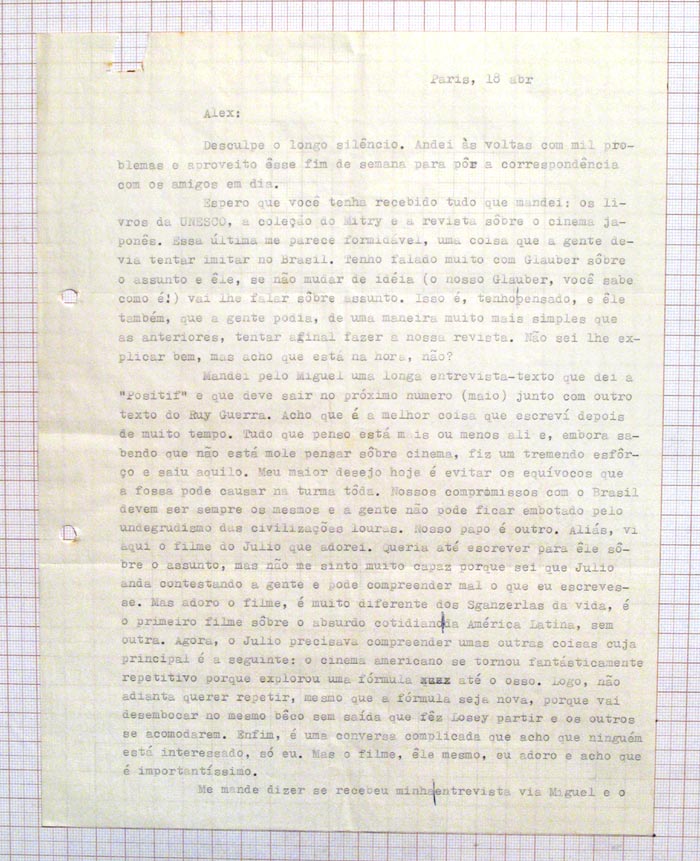 Paris, 18 abr
Alex:
Desculpe o longo silêncio. Andei às voltas com mil pro-
blemas e aproveito êsse fim de semana para pôr a correspondência
com os amigos em dia.
Espero que você tenha recebido tudo que mandei: os li-
vros da UNESCO, a coleção do Mitry e a revista sôbre o cinema ja-
ponês. Essa última me parece formidável, uma coisa que a gente de-
via tentar imitar no Brasil. Tenho falado muito com Glauber sôbre
o assunto e êle, se não mudar de idéia (o nosso Glauber, você sabe
como é!) vai lhe falar sôbre assunto. Isso é, tenho|pensado, e êle
também, que a gente podia, de uma maneira muito mais simples que
as anteriores, tentar afinal fazer a nossa revista. Não sei lhe ex-
plicar bem, mas acho que está na hora, não?
Mandei pelo Miguel uma longa entrevista-texto que dei a
"Positif" e que deve sair no próximo numero (maio) junto com outro
texto do Ruy Guerra. Acho que é a melhor coisa que escreví depois
de muito tempo. Tudo que penso está mais ou menos ali e, embora sa-
bendo que não está mole pensar sôbre cinema, fiz um tremendo esfôr-
ço e saiu aquilo. Meu maior desejo hoje é evitar os equívocos que
a fossa pode causar na turma tôda. Nossos compromissos com o Brasil
devem ser sempre os mesmos e a gente não pode ficar embotado pelo
undegrudismo das civilizações louras. Nosso papo é outro. Aliás, vi
aqui o filme do Julio que adorei. Queria até escrever para êle sô-
bre o assunto, mas não me sinto muito capaz porque sei que Julio
anda contestando a gente e pode compreender mal o que eu escreves-
se. Mas adoro o filme, é muito diferente dos Sganzerlas da vida, é
o primeiro filme sôbre o absurdo cotidiano|da América Latina, sem
outra. Agora, o Julio precisava compreender umas outras coisas cuja
principal é a seguinte: o cinema americano se tornou fantásticamente
repetitivo porque explorou uma fórmula até o osso. Logo, não
adianta querer repetir, mesmo que a fórmula seja nova, porque vai
desembocar no mesmo bêco sem saída que fêz Losey partir e os outros
se acomodarem. Enfim, é uma conversa complicada que acho que ninguém
está interessado, só eu. Mas o filme, êle mesmo, eu adoro e acho que
é importantíssimo.
Me mande dizer se recebeu minha|entrevista via Miguel e o